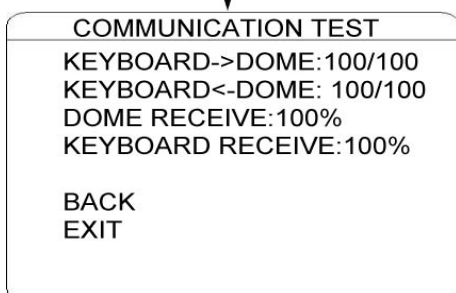 COMMUNICATION TEST
KEYBOARD->DOME:100/100
KEYBOARD<-DOME: 100/100
DOME RECEIVE:100%
KEYBOARD RECEIVE:100%
BACK
EXIT